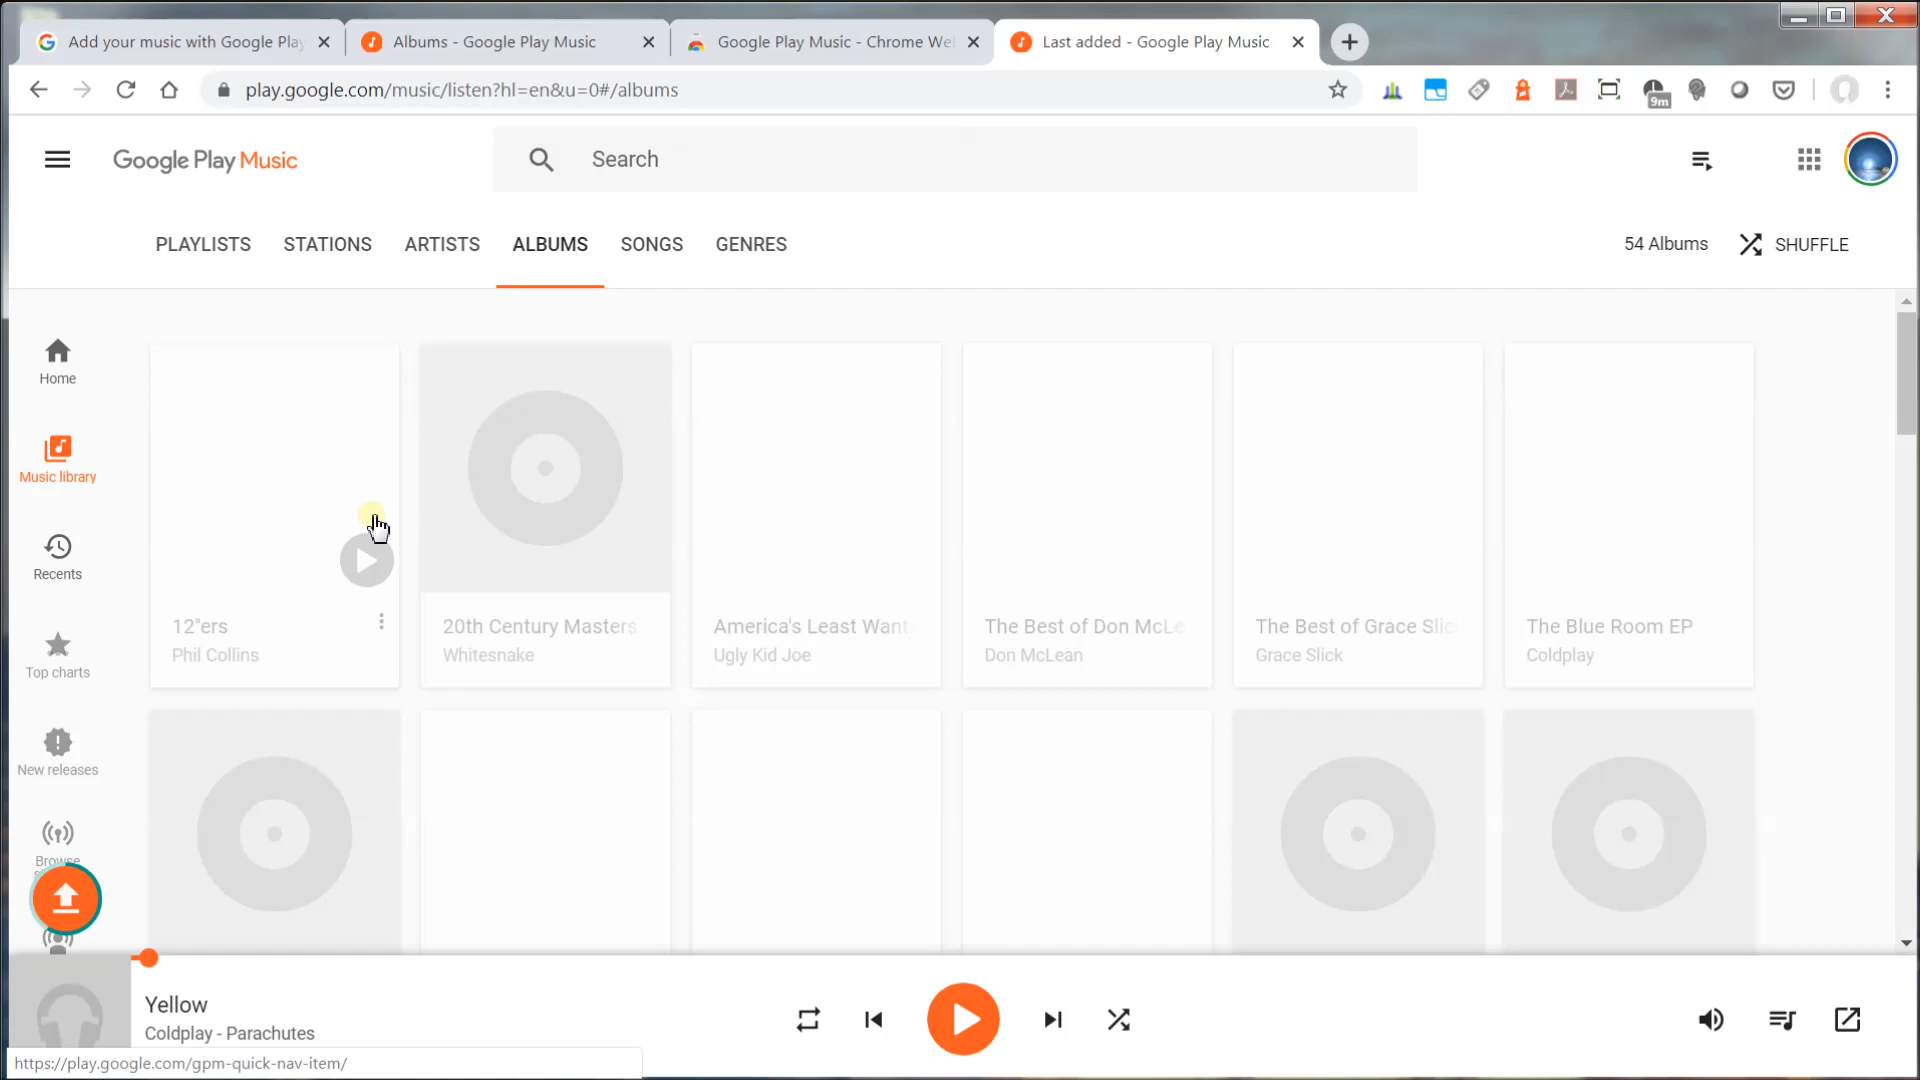 Add your music with Google Play
Albums - Google Play Music
Google Play Music - Chrome We
Last added - Google Play Music
play.google.com/music/listen?hl=en&u=0#/albums
9m
Google Play Music
Search
PLAYLISTS
STATIONS
ARTISTS
ALBUMS
SONGS
GENRES
54 Albums
SHUFFLE
Home
Music library
Recents
Top charts
New releases
Browse
12"ers
Phil Collins
20th Century Masters
Whitesnake
America's Least Want
Ugly Kid Joe
The Best of Don McLe
Don McLean
The Best of Grace Slic
Grace Slick
The Blue Room EP
Coldplay
Yellow
Coldplay - Parachutes
https://play.google.com/gpm-quick-nav-item/